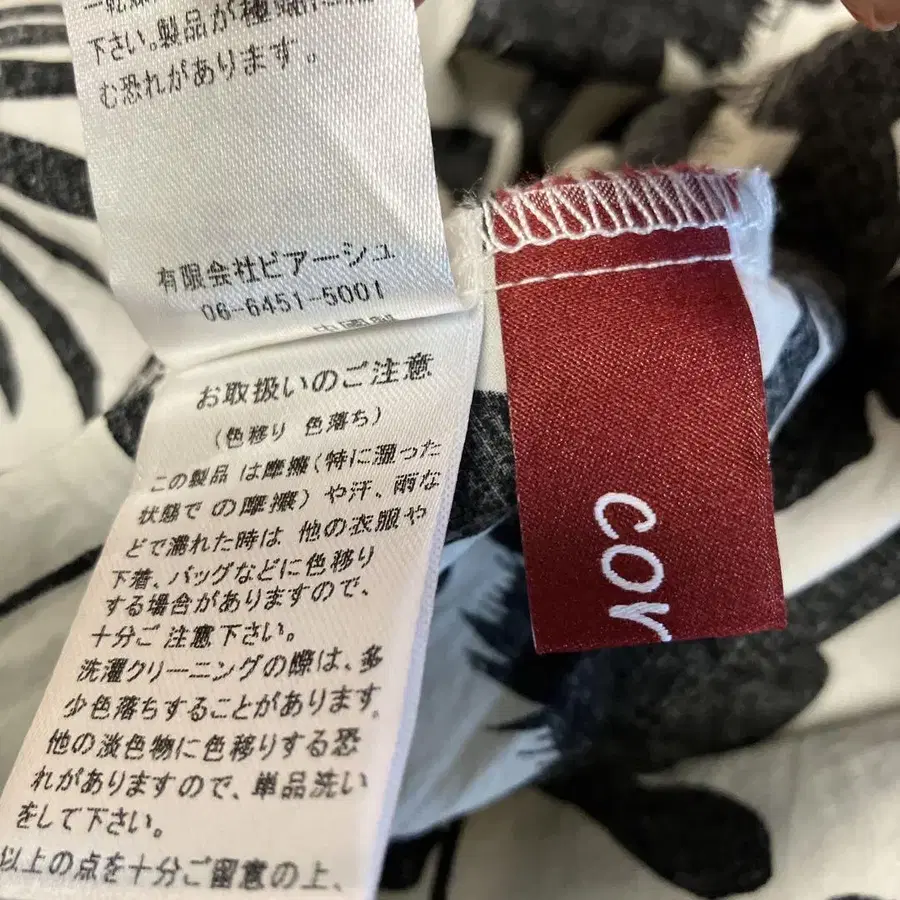 下さい。製品が極端に
む恐れがあります。
有限会社ビアージュ
06-6451-5001
お取扱いのご注意
(色移り 色落ち)
この製品 は摩擦(特に湿った
状態で の摩擦) や汗、雨な
どで濡れた時は 他の衣服や
下着、バッグなどに色移り
する場合がありますので、
十分ご 注意下さい。
洗濯クリーニングの際は、多
少色落ちすることがあります。
他の淡色物に色移りする恐
れがありますので、単品洗い
をして下さい。
以上の点を十分ご留意の上、
cor